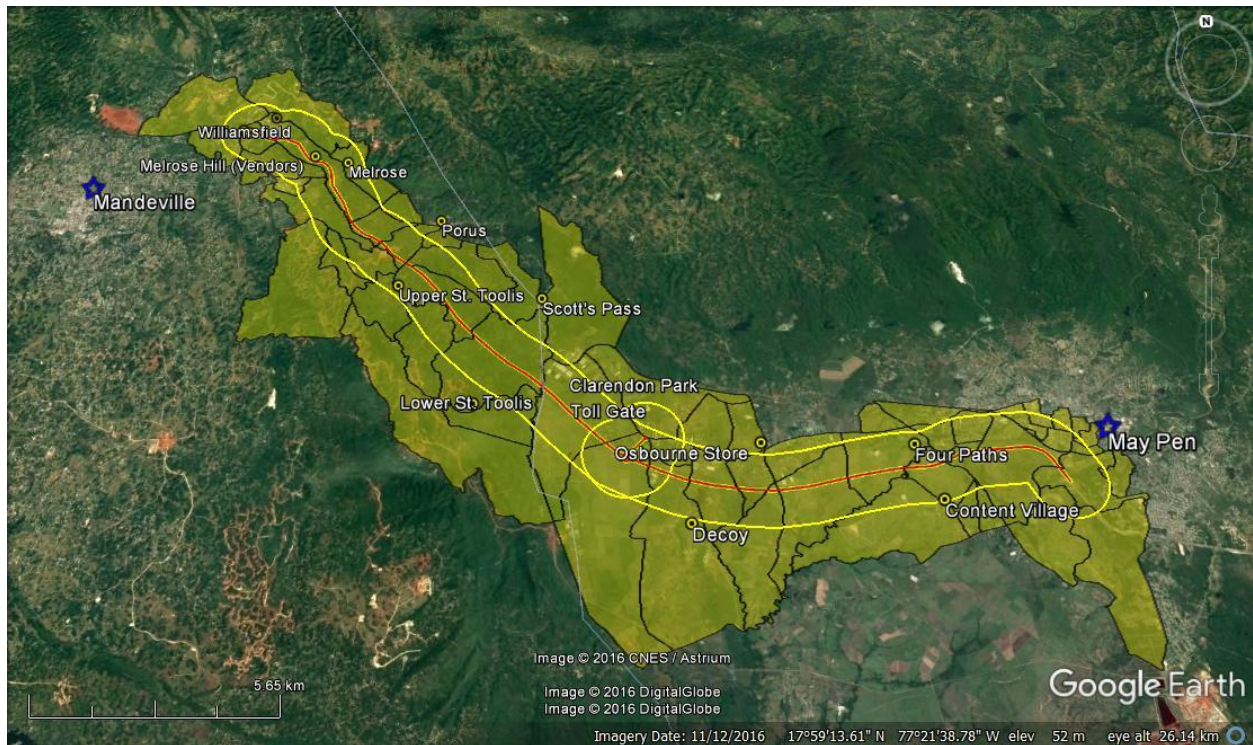 N
Williamsfield
Melrose Hill (Vendors)
Melrose
Mandeville
Porus
Upper St. Toolis
Scott's Pass
Clarendon Park
Lower St. Toolis
Toll Gate
Osbourne Store
Four Paths
May Pen
Content Village
Decoy
Image © 2016 CNES / Astrium
5.65 km
Image © 2016 DigitalGlobe
Image © 2016 DigitalGlobe
Google Earth
Imagery Date: 11/12/2016 17°59'13.61" N 77°21'38.78" W elev 52 m eye alt 26.14 km